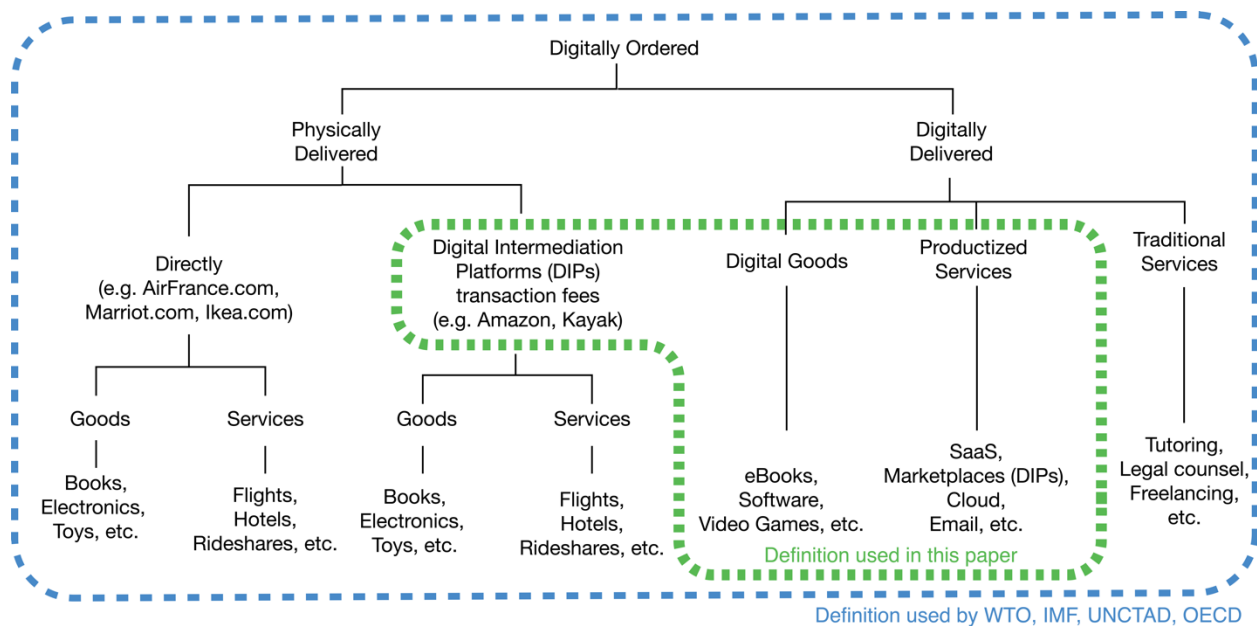 Digitally Ordered
Physically
Delivered
Digitally
Delivered
Directly
(e.g. AirFrance.com,
Marriot.com, Ikea.com)
Digital Intermediation
Platforms (DIPs)
transaction fees
(e.g. Amazon, Kayak)
Digital Goods
Productized
Services
Traditional
Services
Goods
Services
Goods
Services
Books,
Electronics,
Toys, etc.
Flights,
Hotels,
Rideshares, etc.
Books,
Electronics,
Toys, etc.
Flights,
Hotels,
Rideshares, etc.
eBooks,
Software,
Video Games, etc.
SaaS,
Marketplaces (DIPs),
Cloud,
Email, etc.
Tutoring,
Legal counsel,
Freelancing,
etc.
Definition used in this paper
Definition used by WTO, IMF, UNCTAD, OECD